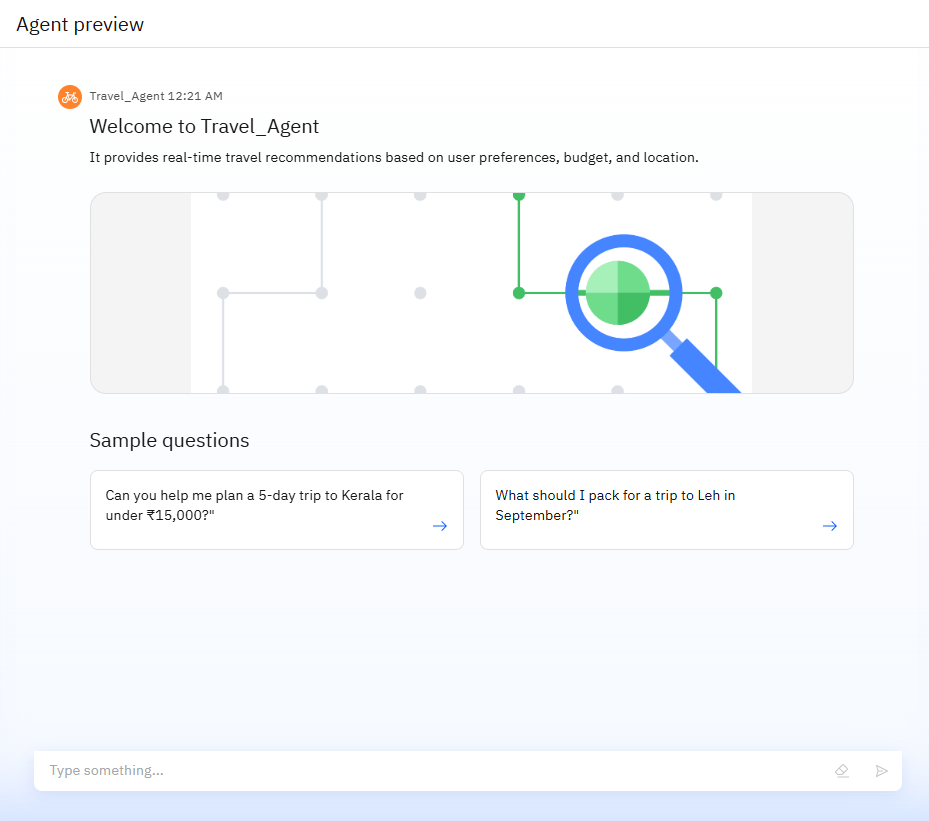 Agent preview
Travel_Agent 12:21 AM
Welcome to Travel_Agent
It provides real-time travel recommendations based on user preferences, budget, and location.
Sample questions
Can you help me plan a 5-day trip to Kerala for
under ₹15,000?"
What should I pack for a trip to Leh in
September?"
Type something...